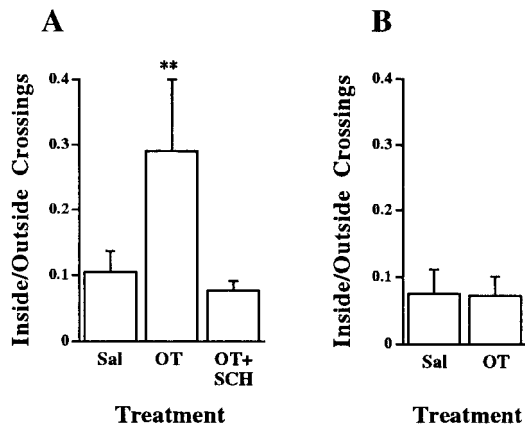 A
Inside/Outside Crossings
0.4
0.3
0.2
0.1
0
**
Sal OT OT+
SCH
Treatment
B
Inside/Outside Crossings
0.4
0.3
0.2
0.1
0
Sal OT
Treatment